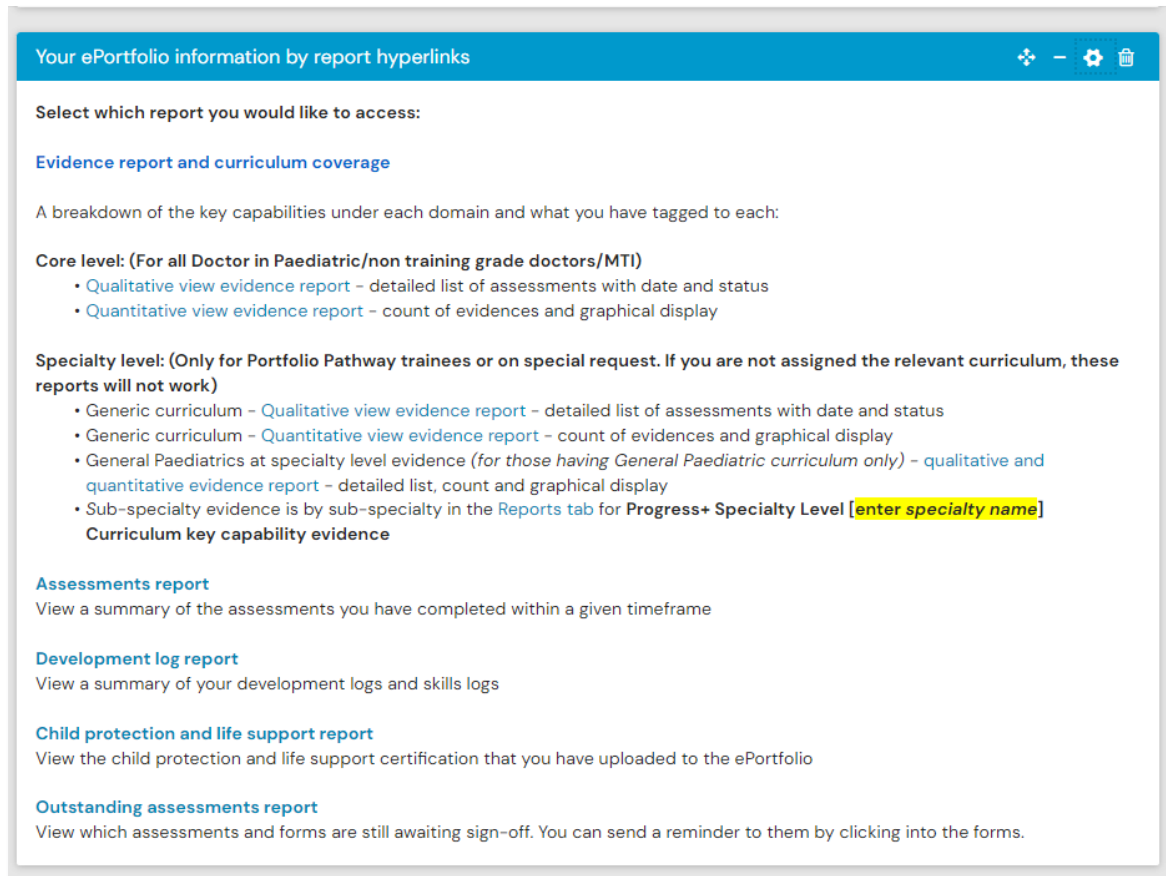 Your ePortfolio information by report hyperlinks
Select which report you would like to access:
Evidence report and curriculum coverage
A breakdown of the key capabilities under each domain and what you have tagged to each:
Core level: (For all Doctor in Paediatric/non training grade doctors/MTI)
• Qualitative view evidence report – detailed list of assessments with date and status
• Quantitative view evidence report – count of evidences and graphical display
Specialty level: (Only for Portfolio Pathway trainees or on special request. If you are not assigned the relevant curriculum, these
reports will not work)
• Generic curriculum – Qualitative view evidence report – detailed list of assessments with date and status
• Generic curriculum – Quantitative view evidence report – count of evidences and graphical display
• General Paediatrics at specialty level evidence (for those having General Paediatric curriculum only) – qualitative and
quantitative evidence report – detailed list, count and graphical display
• Sub-specialty evidence is by sub-specialty in the Reports tab for Progress+ Specialty Level [enter specialty name]
Curriculum key capability evidence
Assessments report
View a summary of the assessments you have completed within a given timeframe
Development log report
View a summary of your development logs and skills logs
Child protection and life support report
View the child protection and life support certification that you have uploaded to the ePortfolio
Outstanding assessments report
View which assessments and forms are still awaiting sign-off. You can send a reminder to them by clicking into the forms.